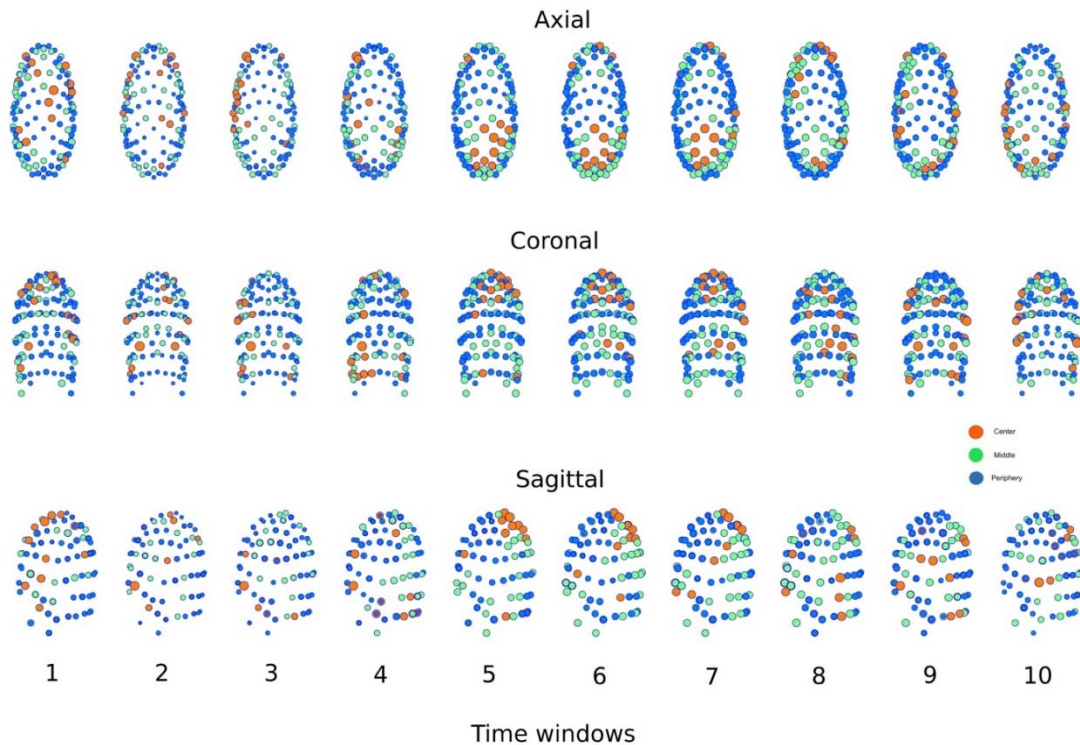 Axial
Coronal
Center
Middle
Periphery
Sagittal
1 2 3 4 5 6 7 8 9 10
Time windows